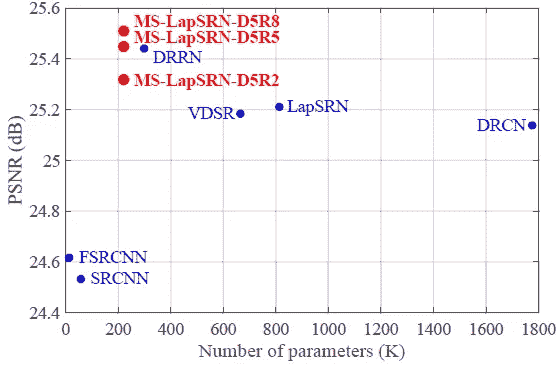 25.6
MS-LapSRN-D5R8
MS-LapSRN-D5R5
25.4
DRRN
MS-LapSRN-D5R2
25.2
VDSR
LapSRN
DRCN
25
PSNR (dB)
24.8
24.6
FSRCNN
SRCNN
24.4
0 200 400 600 800 1000 1200 1400 1600 1800
Number of parameters (K)